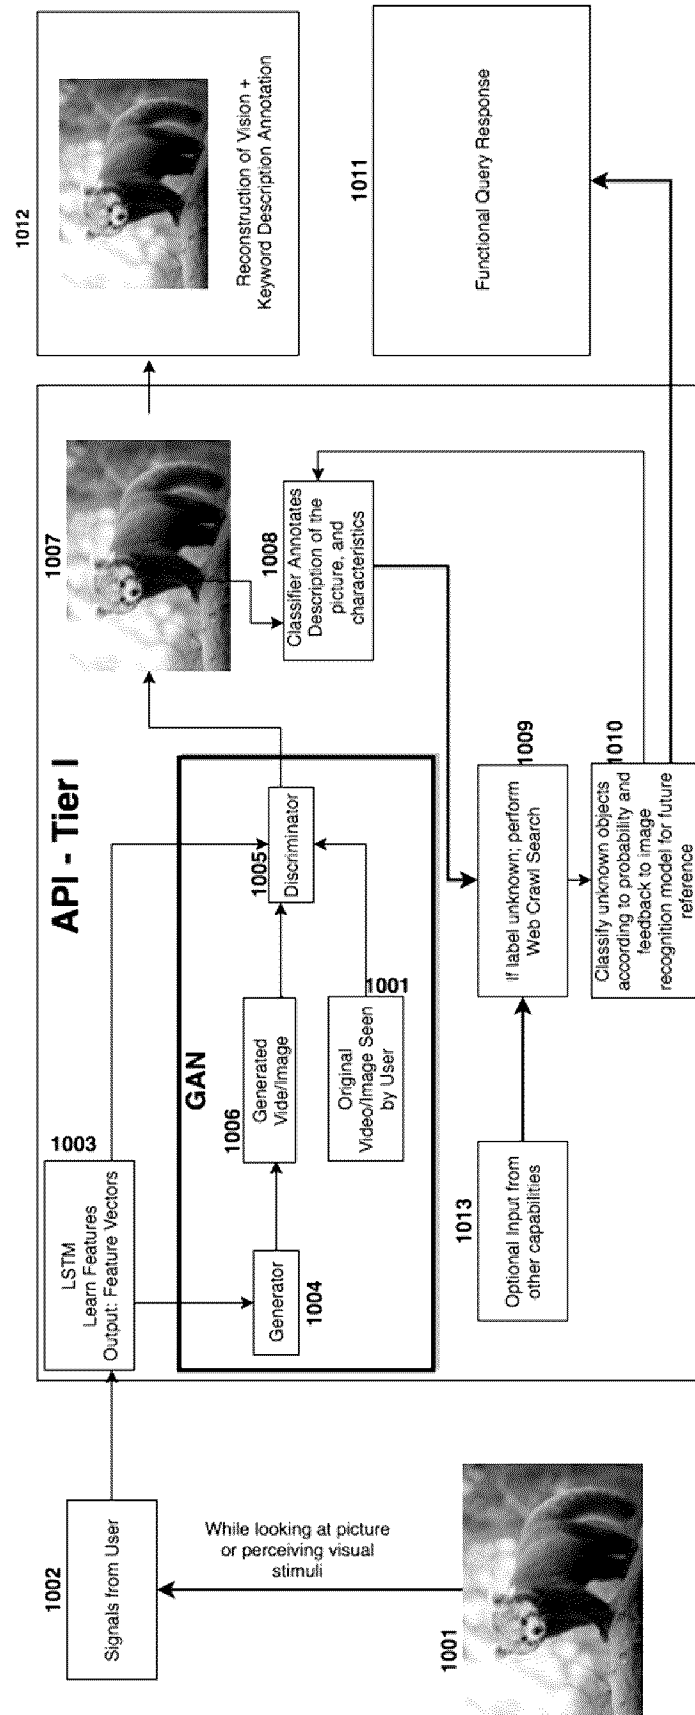 1012
Reconstruction of Vision +
Keyword Description Annotation
1011
Functional Query Response
API - Tier I
1007
1008
Classifier Annotates
Description of the
picture, and
characteristics
1003
LSTM
Learn Features
Output: Feature Vectors
GAN
1005
Discriminator
1006
Generated
Vide/Image
1001
Original
Video/Image Seen
by User
Generator
1004
1009
If label unknown; perform
Web Crawl Search
1010
Classify unknown objects
according to probability and
feedback to image
recognition model for future
reference
1013
Optional Input from
other capabilities
1002
Signals from User
While looking at picture
or perceiving visual
stimuli
1001